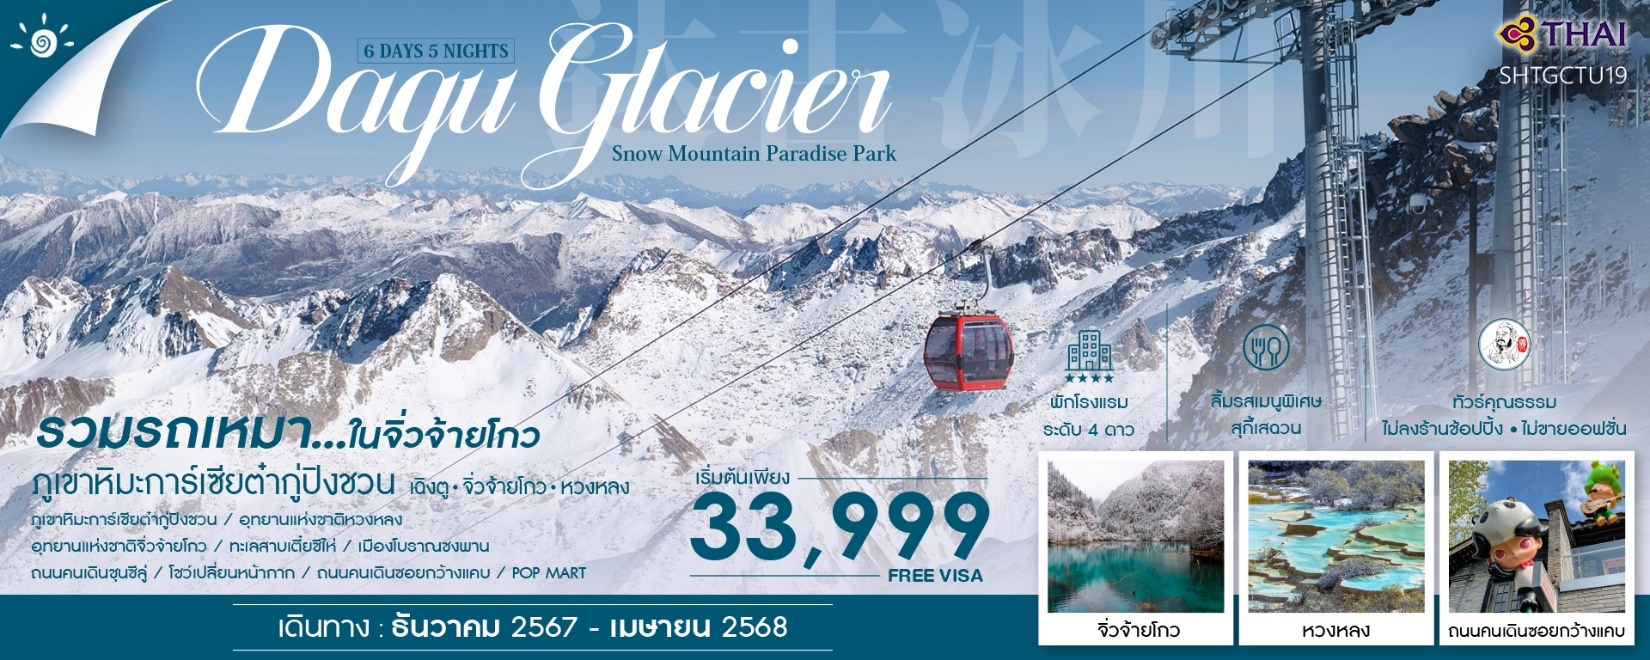 6 DAYS 5 NIGHTS
Dagu Glacier
Snow Mountain Paradise Park
达古冰川
THAI
SHTGCTU19
พักโรงแรม
ระดับ 4 ดาว
ลิ้มรสเมนูพิเศษ
สุกี้เสฉวน
ทัวร์คุณธรรม
ไม่ลงร้านช้อปปิ้ง • ไม่ขายออฟชั่น
รวมรถเหมา...ในจิ่วจ้ายโกว
ภูเขาหิมะการ์เซียต๋ากู่ปิงชวน เฉิงตู • จิ่วจ้ายโกว • หวงหลง
ภูเขาหิมะการ์เซียต๋ากู่ปิงชวน / อุทยานแห่งชาติหวงหลง
อุทยานแห่งชาติจิ่วจ้ายโกว / ทะเลสาบเตี๋ยซีไห่ / เมืองโบราณซงพาน
ถนนคนเดินชุนซีลู่ / โชว์เปลี่ยนหน้ากาก / ถนนคนเดินซอยกว้างแคบ / POP MART
เริ่มต้นเพียง
33,999
FREE VISA
เดินทาง : ธันวาคม 2567 - เมษายน 2568
จิ่วจ้ายโกว
หวงหลง
ถนนคนเดินซอยกว้างแคบ